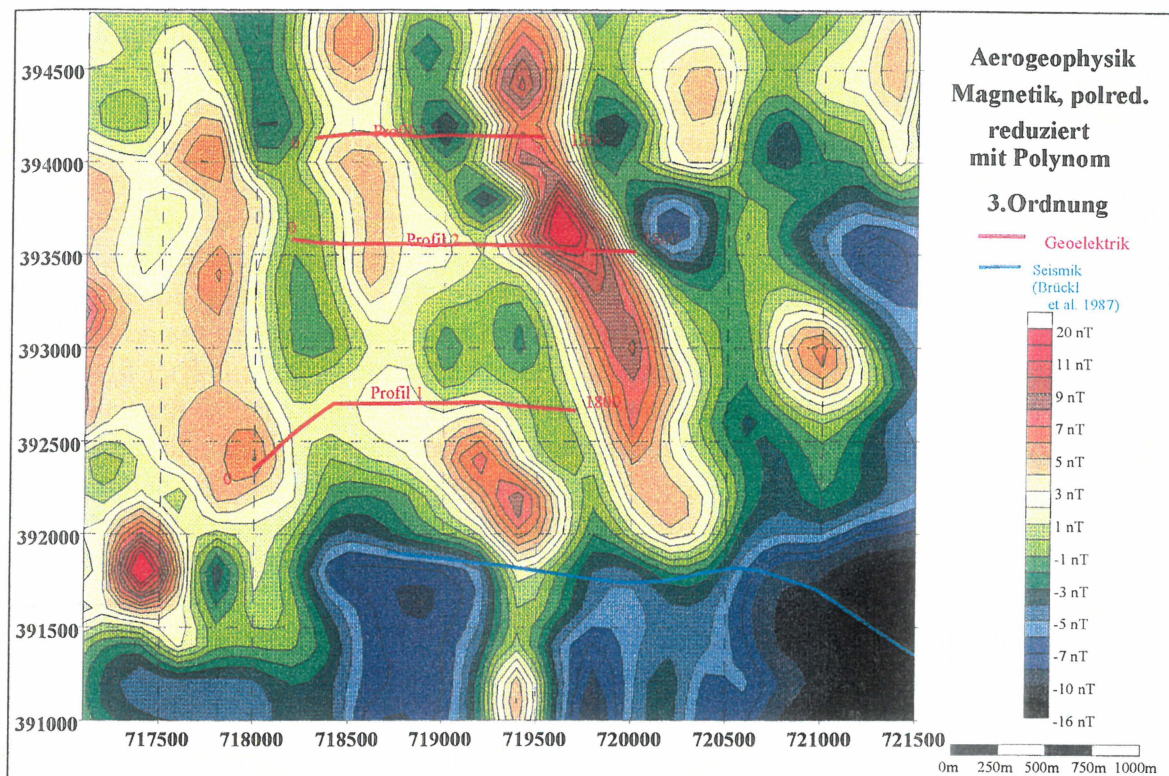 Aerogeophysik
Magnetik, polred.
reduziert
mit Polynom
3.Ordnung
Geoelektrik
Seismik
(Brückl
et al. 1987)
20 nT
11 nT
9 nT
7 nT
5 nT
3 nT
1 nT
-1 nT
-3 nT
-5 nT
-7 nT
-10 nT
-16 nT
0m 250m 500m 750m 1000m
394500
394000
393500
393000
392500
392000
391500
391000
717500 718000 718500 719000 719500 720000 720500 721000 721500
0
0
Profil 2
Profil 1
0